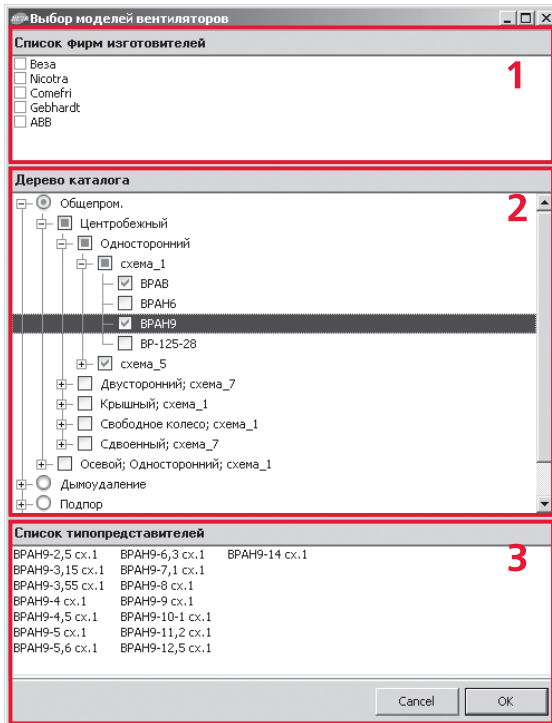 Выбор моделей вентиляторов
Список фирм изготовителей
1
Веза
Nicotra
Comefri
Gebhardt
ABB
Дерево каталога
2
Общепром.
Центробежный
Односторонний
схема_1
ВРАВ
ВРАН6
ВРАН9
ВР-125-28
схема_5
Двусторонний; схема_7
Крышный; схема_1
Свободное колесо; схема_1
Сдвоенный; схема_7
Осевой; Односторонний; схема_1
Дымоудаление
Подпор
Список типопредставителей
3
ВРАН9-2,5 сх.1 ВРАН9-6,3 сх.1 ВРАН9-14 сх.1
ВРАН9-3,15 сх.1 ВРАН9-7,1 сх.1
ВРАН9-3,55 сх.1 ВРАН9-8 сх.1
ВРАН9-4 сх.1 ВРАН9-9 сх.1
ВРАН9-4,5 сх.1 ВРАН9-10-1 сх.1
ВРАН9-5 сх.1 ВРАН9-11,2 сх.1
ВРАН9-5,6 сх.1 ВРАН9-12,5 сх.1
Cancel OK